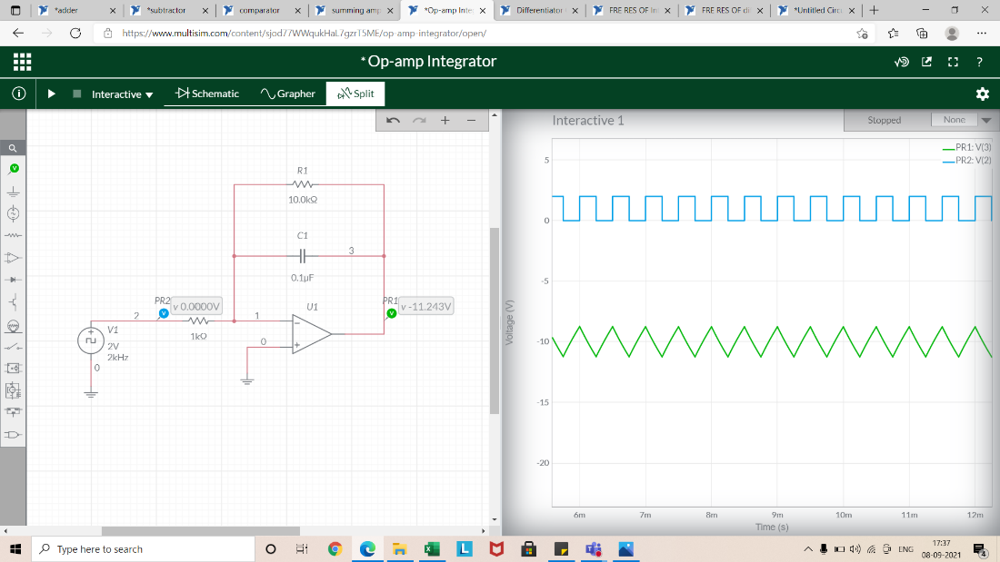 *adder
*subtractor
comparator
summing amp
*Op-amp Inte
Differentiator
FRE RES OF In
FRE RES OF di
*Untitled Circ
https://www.multisim.com/content/sjod77WWqukHaL7gzrT5ME/op-amp-integrator/open/
*Op-amp Integrator
Interactive
Schematic
Grapher
Split
Interactive 1
Stopped
None
R1
10.0kΩ
C1
3
0.1μF
PR2
v 0.0000V
U1
PR1
v -11.243V
2
1
1kΩ
0
V1
2V
2kHz
0
PR1: V(3)
PR2: V(2)
5
0
-5
-10
-15
-20
Voltage (V)
6m 7m 8m 9m 10m 11m 12m
Time (s)
Type here to search
ENG
17:37
08-09-2021
4